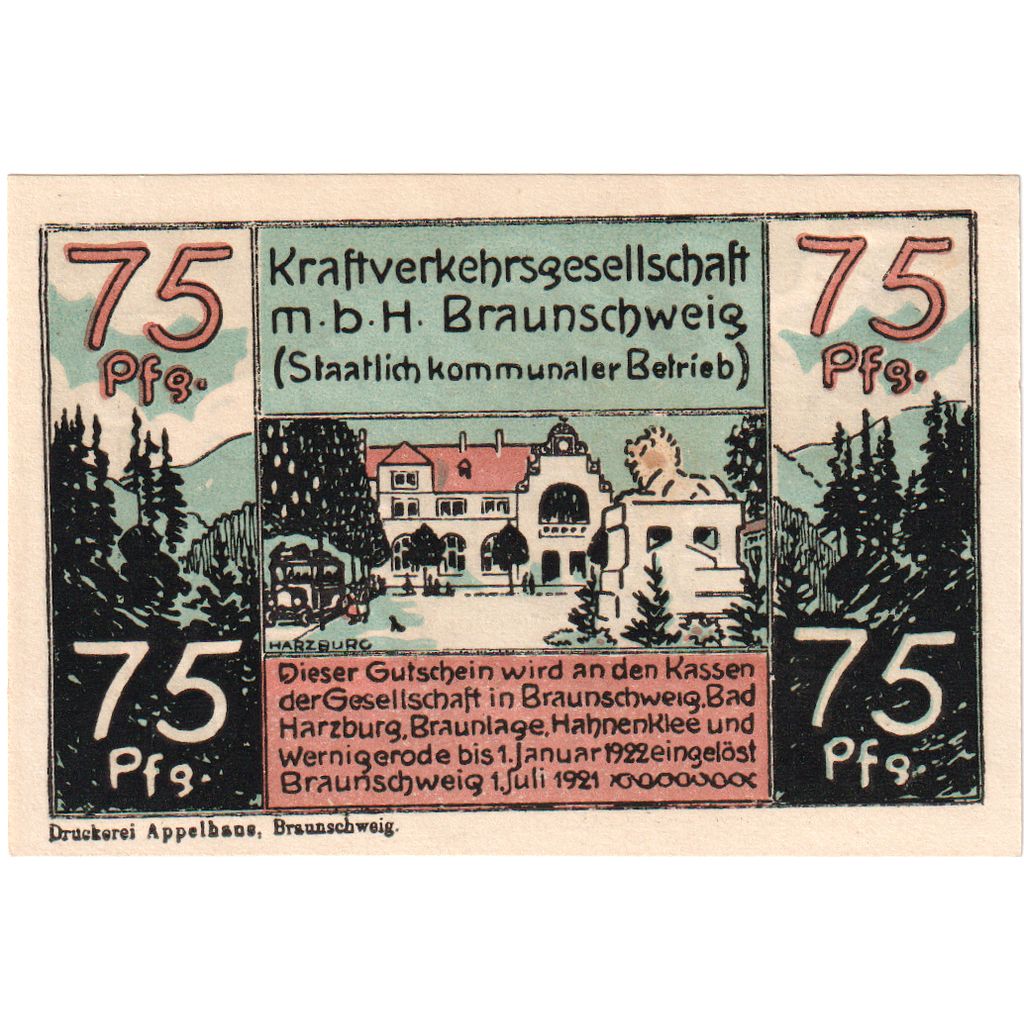 75 Pfg.
Kraftverkehrsgesellschaft
m.b.H. Braunschweig
(Staatlich kommunaler Betrieb)
75 Pfg.
HARZBURG
75 Pfg.
Dieser Gutschein wird an den Kassen
der Gesellschaft in Braunschweig, Bad
Harzburg, Braunlage, Hahnenklee und
Wernigerode bis 1. Januar 1922 eingelöst
Braunschweig 1. Juli 1921
75 Pfg.
Druckerei Appelhans, Braunschweig.